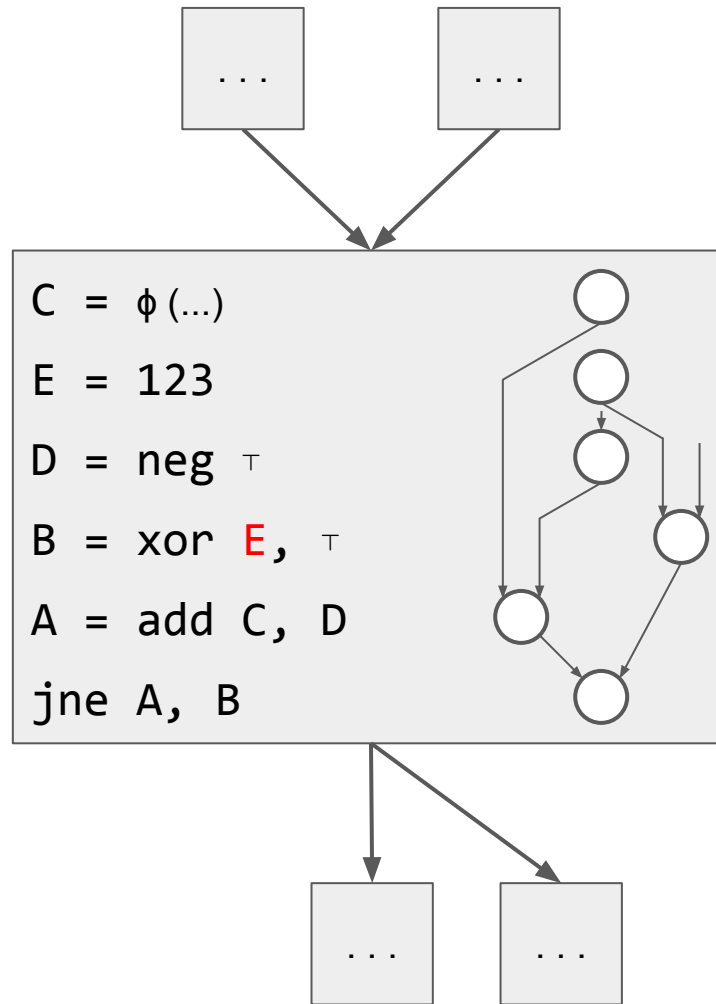 ... ...
C = ϕ(...)
E = 123
D = neg ⊤
B = xor E, ⊤
A = add C, D
jne A, B
... ...